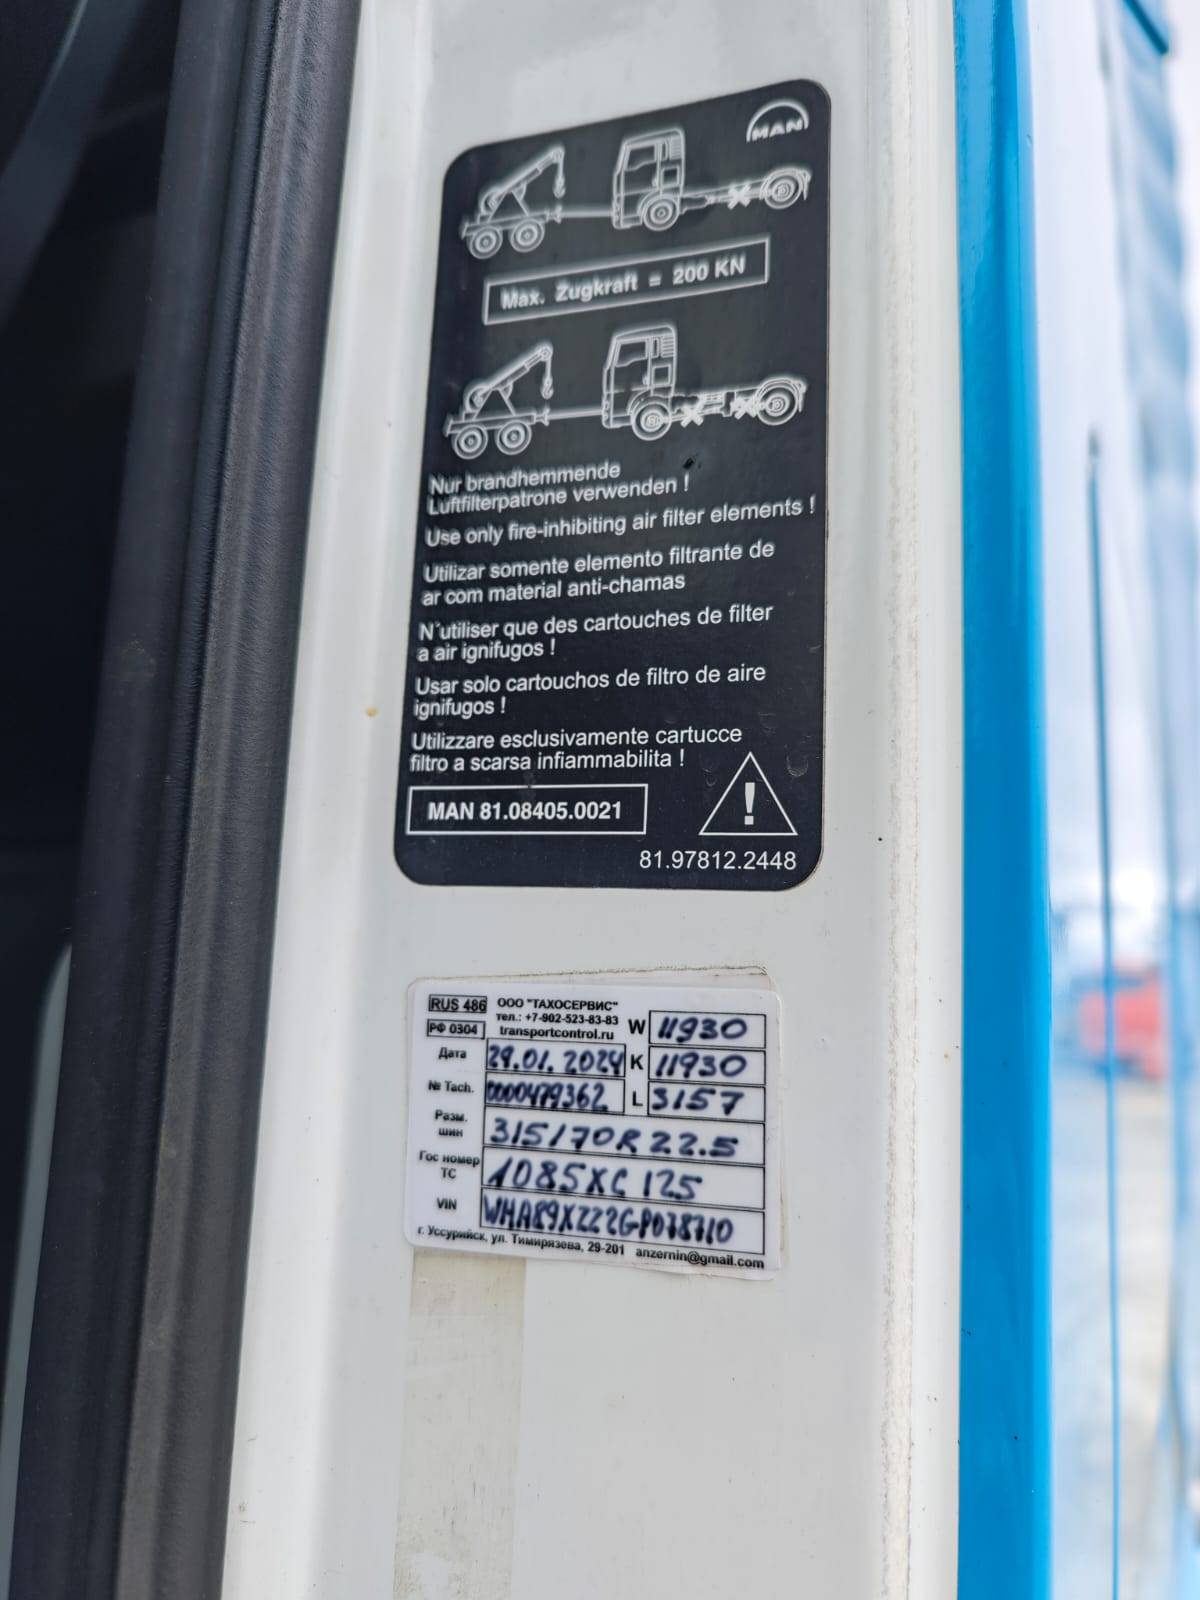 MAN
Max. Zugkraft = 200 KN
Nur brandhemmende
Luftfilterpatrone verwenden !
Use only fire-inhibiting air filter elements !
Utilizar somente elemento filtrante de
ar com material anti-chamas
N'utiliser que des cartouches de filter
a air ignifugos !
Usar solo cartouchos de filtro de aire
ignifugos !
Utilizzare esclusivamente cartucce
filtro a scarsa infiammabilita !
MAN 81.08405.0021
81.97812.2448
RUS 486 ООО "ТАХОСЕРВИС"
тел.: +7-902-523-83-83
РФ 0304 transportcontrol.ru W 11930
Дата 29.01.2024 K 11930
№ Tach. 0000479362 L 3157
Разм.
шин 315/70R22.5
Гос номер
ТС 1085XC 125
VIN WHA89XZZ2GP078710
г. Уссурийск, ул. Тимирязева, 29-201 anzernin@gmail.com